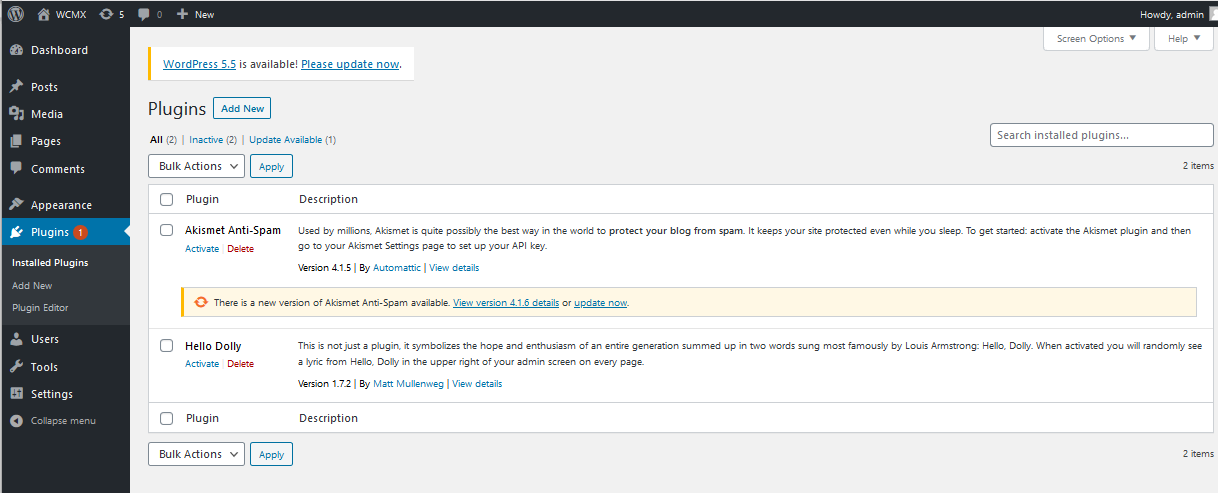 WCMX 5 0 New Howdy, admin
Screen Options Help
Dashboard
Posts
Media
Pages
Comments
Appearance
Plugins 1
Installed Plugins
Add New
Plugin Editor
Users
Tools
Settings
Collapse menu
WordPress 5.5 is available! Please update now.
Plugins Add New
All (2) | Inactive (2) | Update Available (1)
Search installed plugins...
Bulk Actions Apply
2 items
Plugin Description
Akismet Anti-Spam
Activate | Delete
Used by millions, Akismet is quite possibly the best way in the world to protect your blog from spam. It keeps your site protected even while you sleep. To get started: activate the Akismet plugin and then
go to your Akismet Settings page to set up your API key.
Version 4.1.5 | By Automattic | View details
There is a new version of Akismet Anti-Spam available. View version 4.1.6 details or update now.
Hello Dolly
Activate | Delete
This is not just a plugin, it symbolizes the hope and enthusiasm of an entire generation summed up in two words sung most famously by Louis Armstrong: Hello, Dolly. When activated you will randomly see
a lyric from Hello, Dolly in the upper right of your admin screen on every page.
Version 1.7.2 | By Matt Mullenweg | View details
Plugin Description
Bulk Actions Apply
2 items